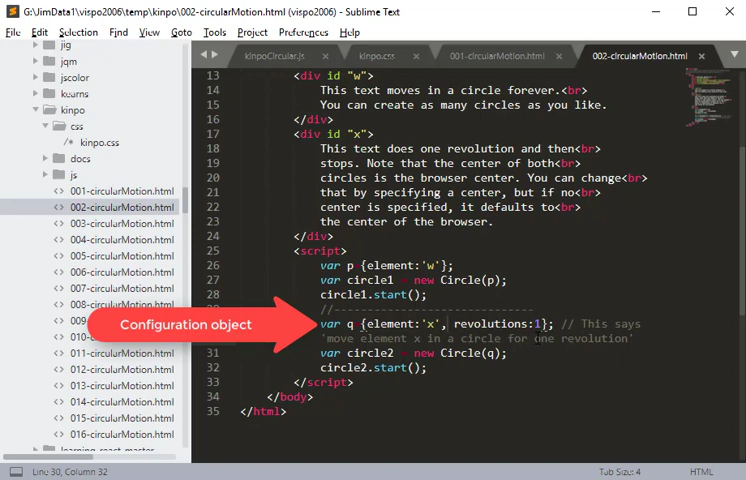 G:\JimData1\vispo2006\temp\kinpo\002-circularMotion.html (vispo2006) - Sublime Text
File Edit Selection Find View Goto Tools Project Preferences Help
jig
jqm
jscolor
kearns
kinpo
css
/* kinpo.css
docs
js
<> 001-circularMotion.html
<> 002-circularMotion.html
<> 003-circularMotion.html
<> 004-circularMotion.html
<> 005-circularMotion.html
<> 006-circularMotion.html
<> 007-circularMotion.html
<> 008-circularMotion.html
<> 009-
<> 010-
<> 011-circularMotion.html
<> 012-circularMotion.html
<> 013-circularMotion.html
<> 014-circularMotion.html
<> 015-circularMotion.html
<> 016-circularMotion.html
learning_react_master
kinpoCircular.js × kinpo.css × 001-circularMotion.html × 002-circularMotion.html ×
13 <div id "w">
14 This text moves in a circle forever.<br>
15 You can create as many circles as you like.
16 </div>
17 <div id "x">
18 This text does one revolution and then<br>
19 stops. Note that the center of both<br>
20 circles is the browser center. You can change<br>
21 that by specifying a center, but if no<br>
22 center is specified, it defaults to<br>
23 the center of the browser.
24 </div>
25 <script>
26 var p={element:'w'};
27 var circle1 = new Circle(p);
28 circle1.start();
//----------------------------
Configuration object
var q={element:'x', revolutions:1}; // This says
'move element x in a circle for one revolution'
31 var circle2 = new Circle(q);
32 circle2.start();
33 </script>
34 </body>
35 </html>
Line 30, Column 32
Tab Size: 4
HTML